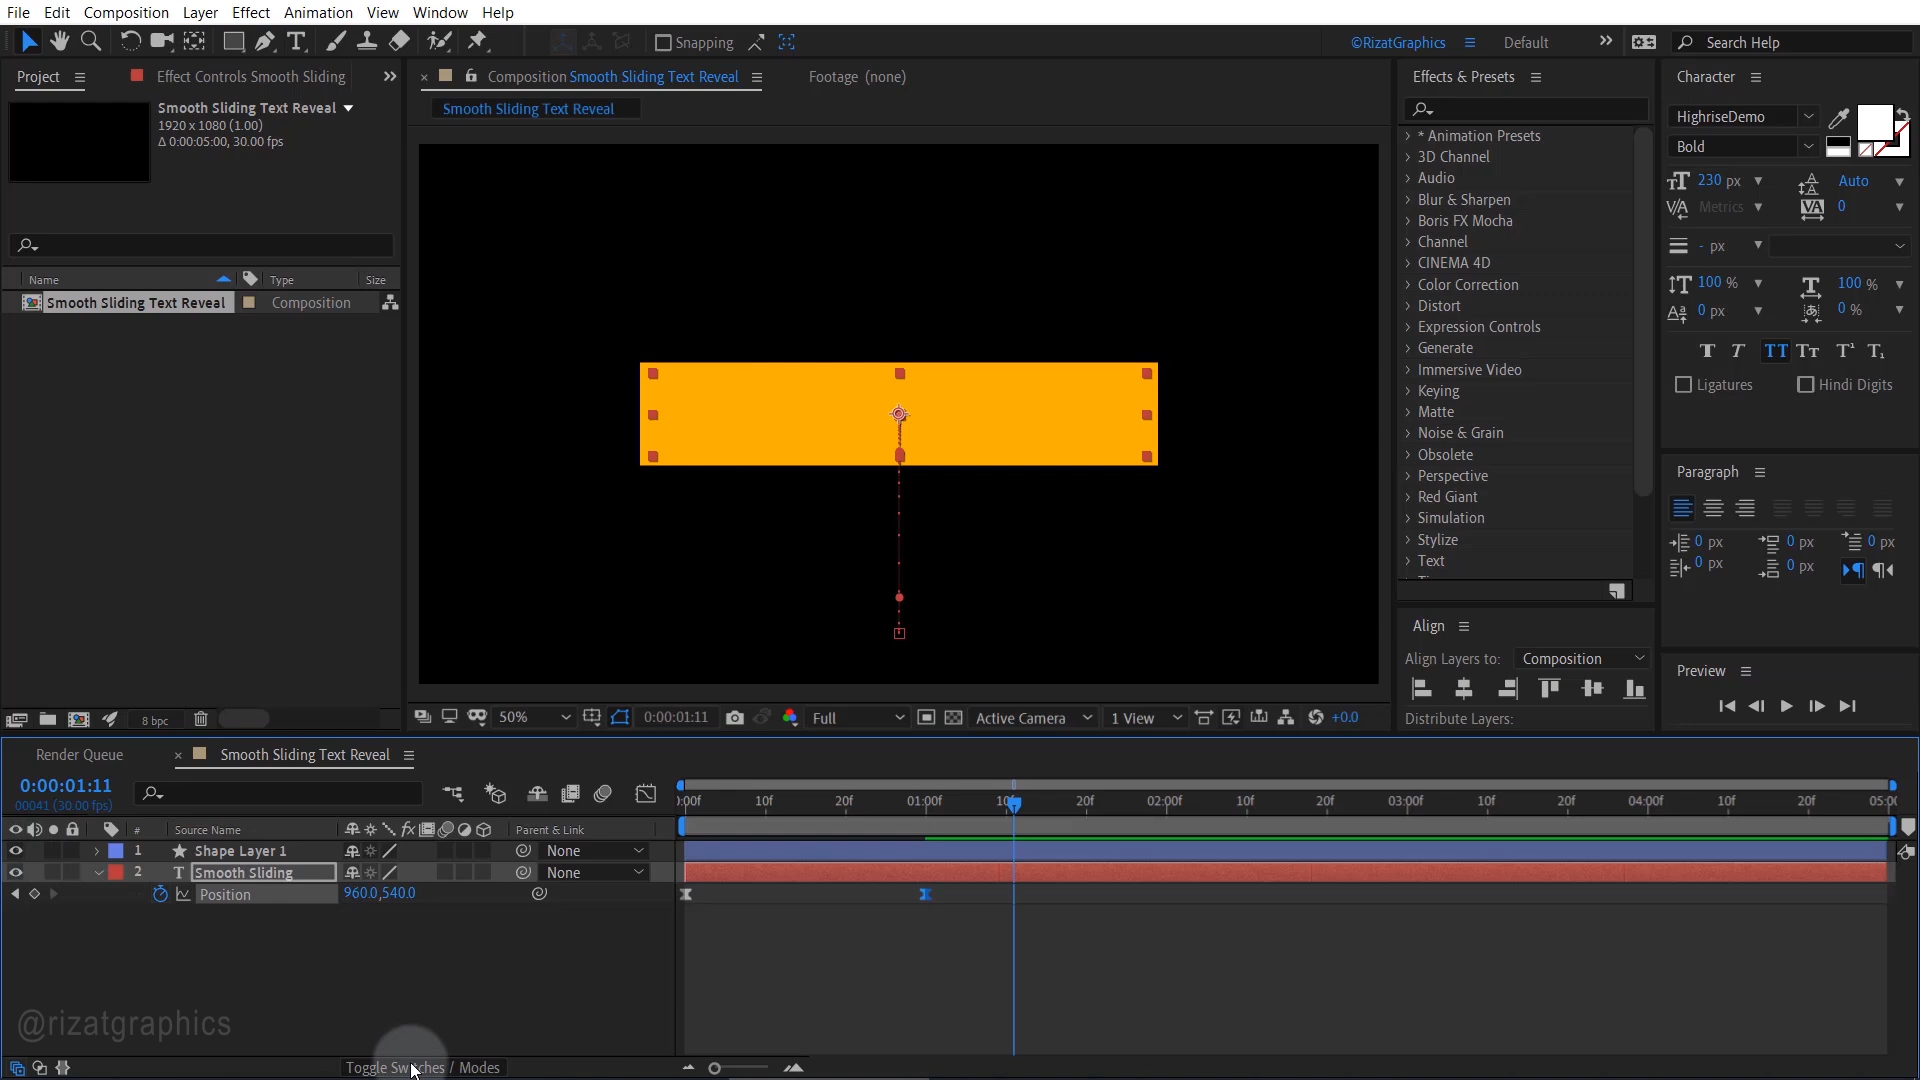 File Edit Composition Layer Effect Animation View Window Help
Snapping
©RizatGraphics Default Search Help
Project Effect Controls Smooth Sliding
Smooth Sliding Text Reveal
1920 x 1080 (1.00)
Δ 0:00:05:00, 30.00 fps
Name Type Size
Smooth Sliding Text Reveal Composition
8 bpc
Composition Smooth Sliding Text Reveal Footage (none)
Smooth Sliding Text Reveal
50% 0:00:01:11 Full Active Camera 1 View +0.0
Effects & Presets
* Animation Presets
3D Channel
Audio
Blur & Sharpen
Boris FX Mocha
Channel
CINEMA 4D
Color Correction
Distort
Expression Controls
Generate
Immersive Video
Keying
Matte
Noise & Grain
Obsolete
Perspective
Red Giant
Simulation
Stylize
Text
Align
Align Layers to: Composition
Distribute Layers:
Character
HighriseDemo
Bold
230 px Auto
Metrics 0
- px
100 % 100 %
0 px 0 %
Ligatures Hindi Digits
Paragraph
0 px 0 px 0 px
0 px 0 px
Preview
Render Queue Smooth Sliding Text Reveal
0:00:01:11
00041 (30.00 fps)
# Source Name Parent & Link
1 Shape Layer 1 None
2 Smooth Sliding None
Position 960.0,540.0
:00f 10f 20f 01:00f 10f 20f 02:00f 10f 20f 03:00f 10f 20f 04:00f 10f 20f 05:00
@rizatgraphics
Toggle Switches / Modes